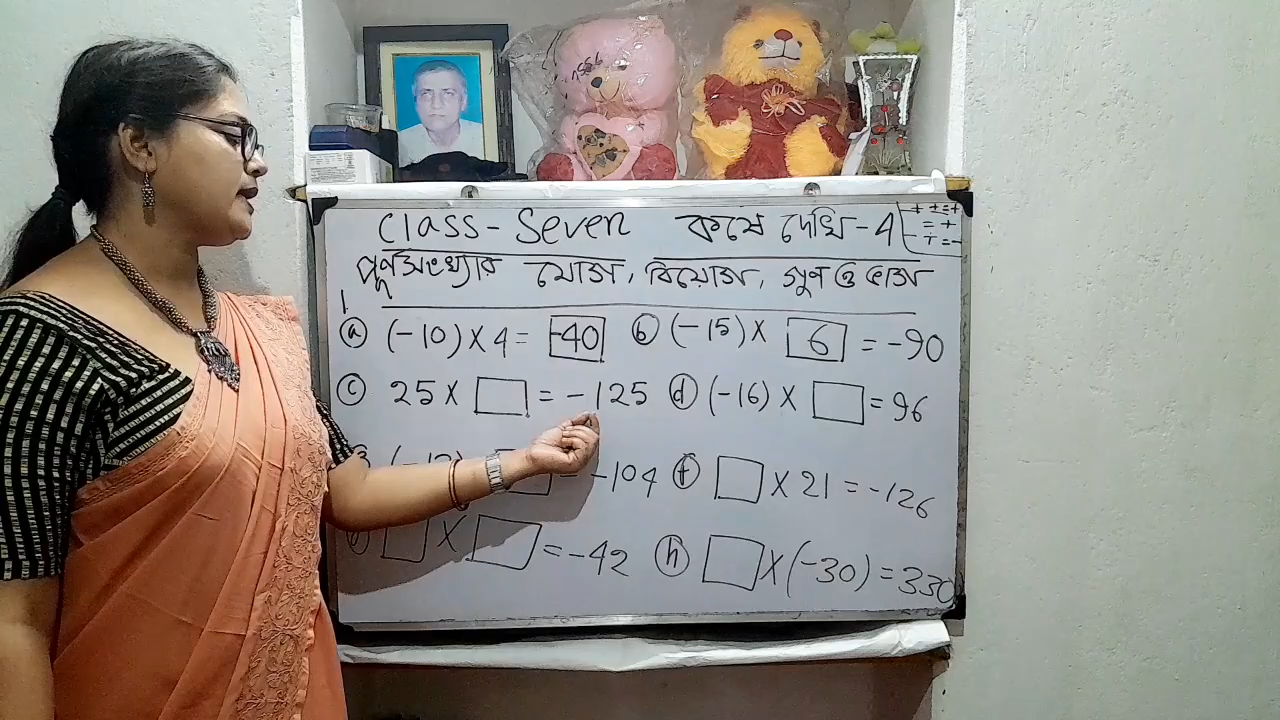 Class - Seven কষে দেখি - 4
+ + = +
- - = +
- + = -
পূর্ণসংখ্যার যোগ, বিয়োগ, গুণ ও ভাগ
1
ⓐ (-10) × 4 = -40 ⓑ (-15) × 6 = -90
ⓒ 25 × □ = -125 ⓓ (-16) × □ = 96
□ = -104 ⓕ □ × 21 = -126
□ × □ = -42 ⓗ □ × (-30) = 330